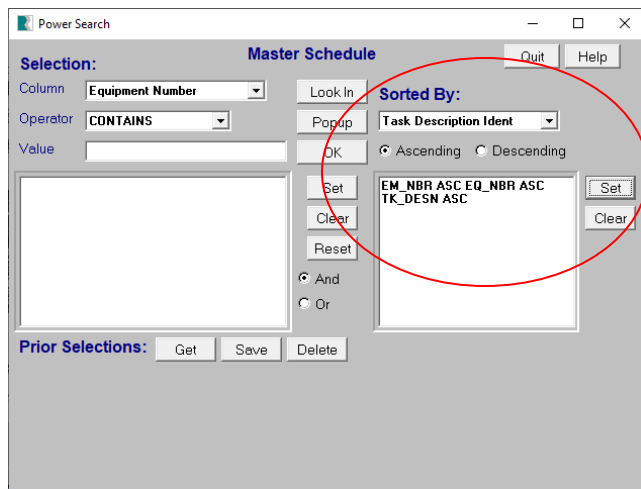 Power Search
Master Schedule
Quit Help
Selection:
Column Equipment Number Look In
Sorted By:
Operator CONTAINS Popup
Task Description Ident
Value OK
Ascending Descending
Set
EM_NBR ASC EQ_NBR ASC
TK_DESN ASC
Set
Clear
Clear
Reset
And
Or
Prior Selections: Get Save Delete